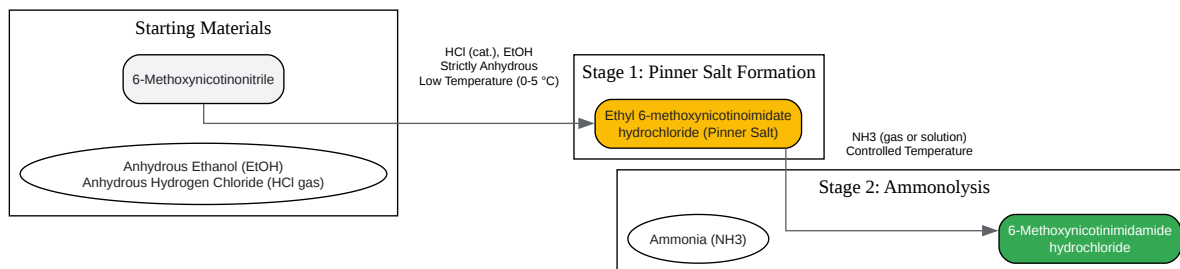 Starting Materials
6-Methoxynicotinonitrile
Anhydrous Ethanol (EtOH)
Anhydrous Hydrogen Chloride (HCl gas)
HCl (cat.), EtOH
Strictly Anhydrous
Low Temperature (0-5 °C)
Stage 1: Pinner Salt Formation
Ethyl 6-methoxynicotinoimidate
hydrochloride (Pinner Salt)
NH3 (gas or solution)
Controlled Temperature
Stage 2: Ammonolysis
Ammonia (NH3)
6-Methoxynicotinimidamide
hydrochloride